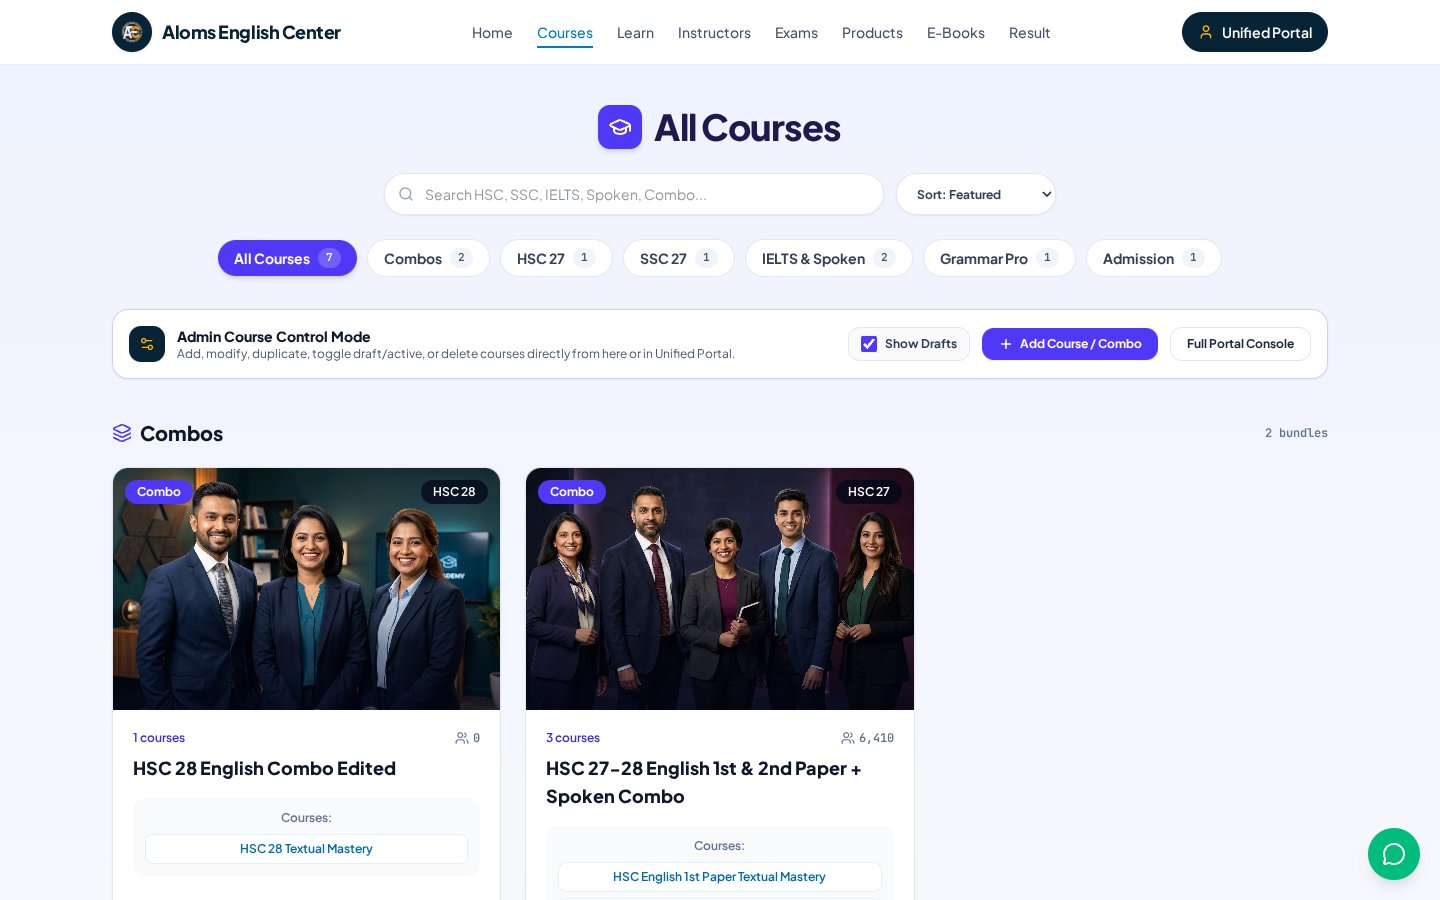 Aloms English Center
Home
Courses
Learn
Instructors
Exams
Products
E-Books
Result
Unified Portal
All Courses
Search HSC, SSC, IELTS, Spoken, Combo...
Sort: Featured
All Courses 7
Combos 2
HSC 27 1
SSC 27 1
IELTS & Spoken 2
Grammar Pro 1
Admission 1
Admin Course Control Mode
Add, modify, duplicate, toggle draft/active, or delete courses directly from here or in Unified Portal.
Show Drafts
Add Course / Combo
Full Portal Console
Combos
2 bundles
Combo
HSC 28
1 courses
0
HSC 28 English Combo Edited
Courses:
HSC 28 Textual Mastery
Combo
HSC 27
3 courses
6,410
HSC 27-28 English 1st & 2nd Paper +
Spoken Combo
Courses:
HSC English 1st Paper Textual Mastery